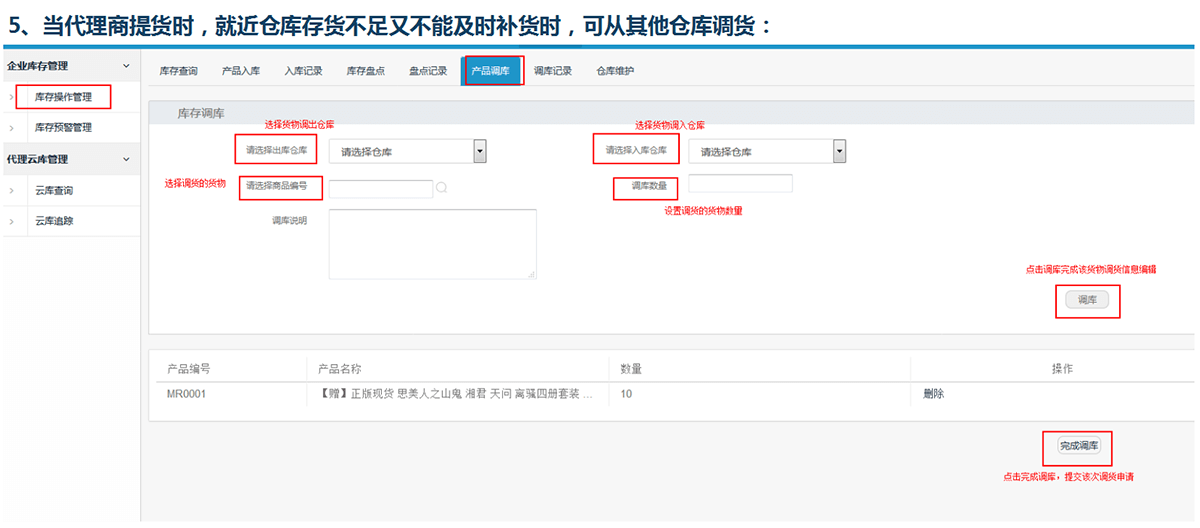 5、当代理商提货时，就近仓库存货不足又不能及时补货时，可从其他仓库调货：
企业库存管理
库存操作管理
库存预警管理
代理云库管理
云库查询
云库追踪
库存查询 产品入库 入库记录 库存盘点 盘点记录 产品调库 调库记录 仓库维护
库存调库
选择货物调出仓库 选择货物调入仓库
请选择出库仓库 请选择仓库 请选择入库仓库 请选择仓库
选择调货的货物 请选择商品编号 调库数量
设置调货的货物数量
调库说明
点击调库完成该货物调货信息编辑
调库
产品编号 产品名称 数量 操作
MR0001 【赠】正版现货 思美人之山鬼 湘君 天问 离骚四册套装 ... 10 删除
完成调库
点击完成调库，提交该次调货申请